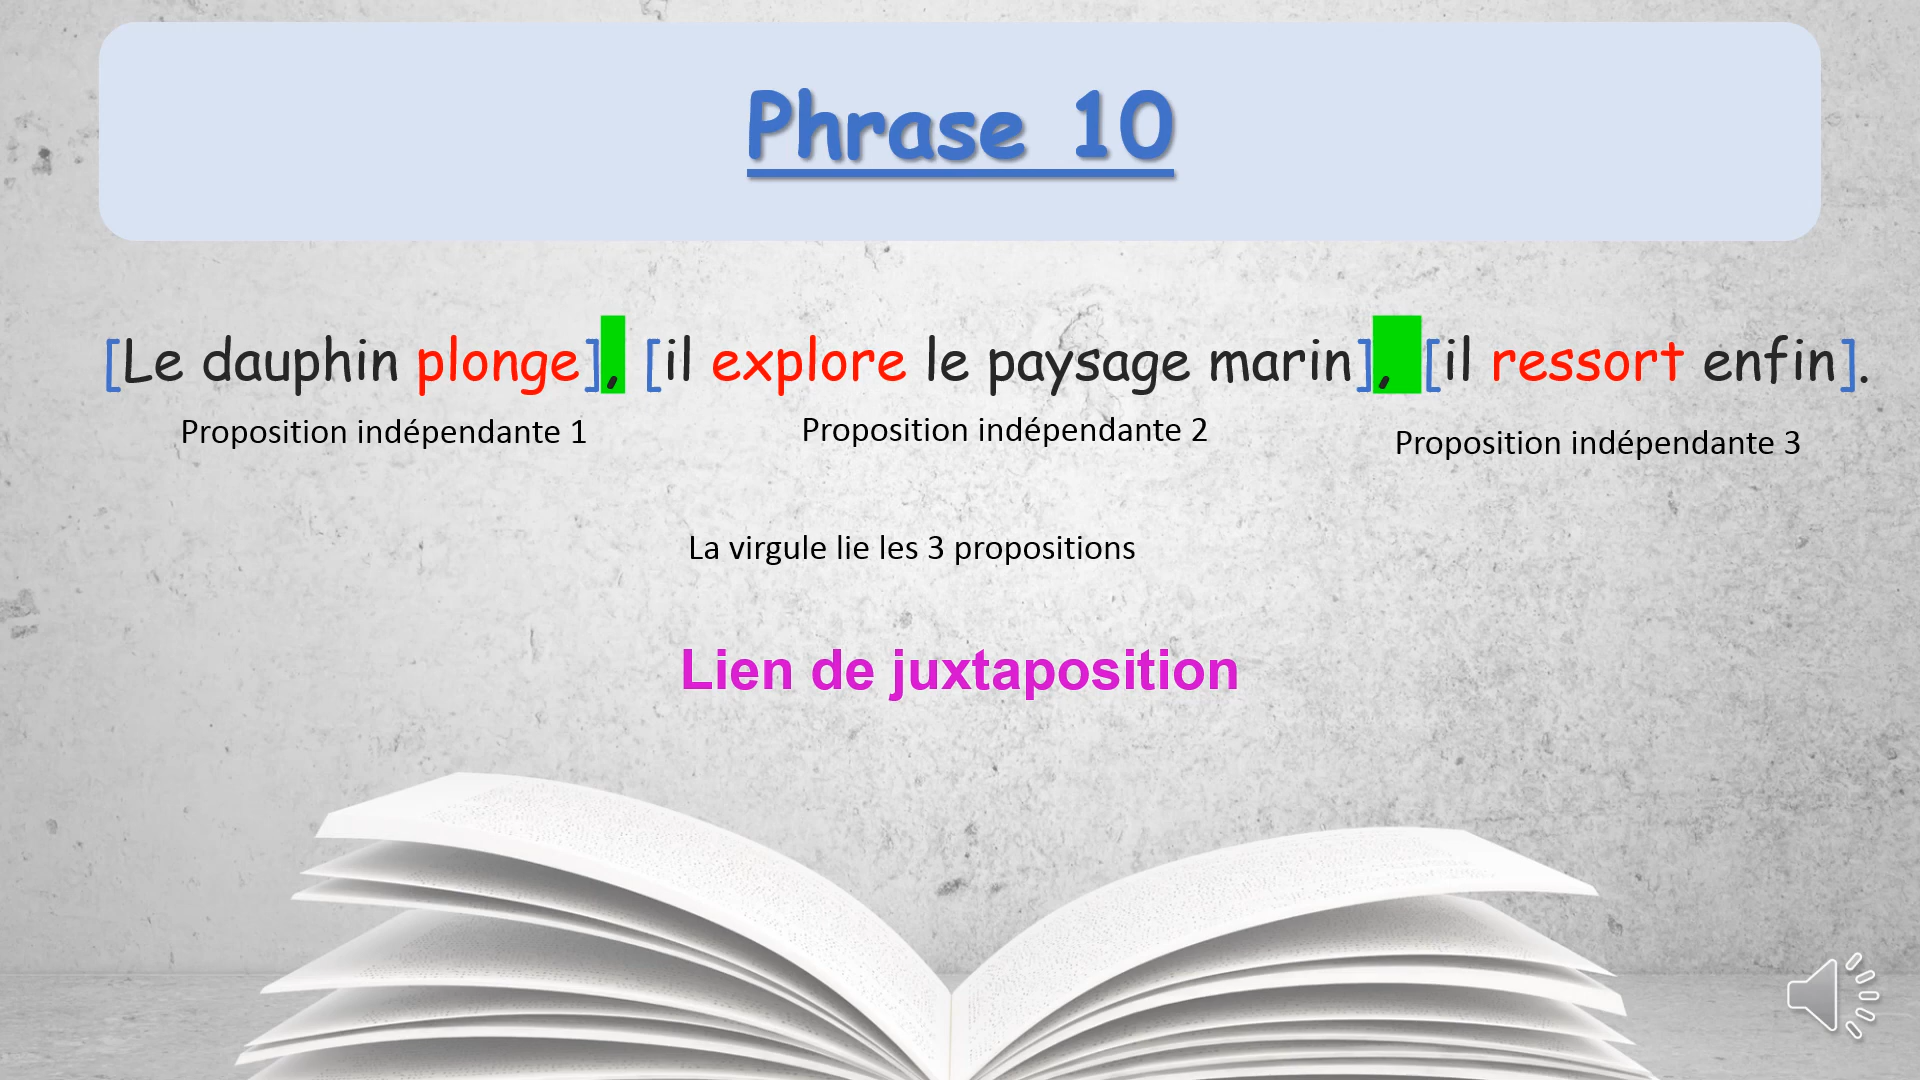 Phrase 10
[Le dauphin plonge], [il explore le paysage marin], [il ressort enfin].
Proposition indépendante 1 Proposition indépendante 2 Proposition indépendante 3
La virgule lie les 3 propositions
Lien de juxtaposition